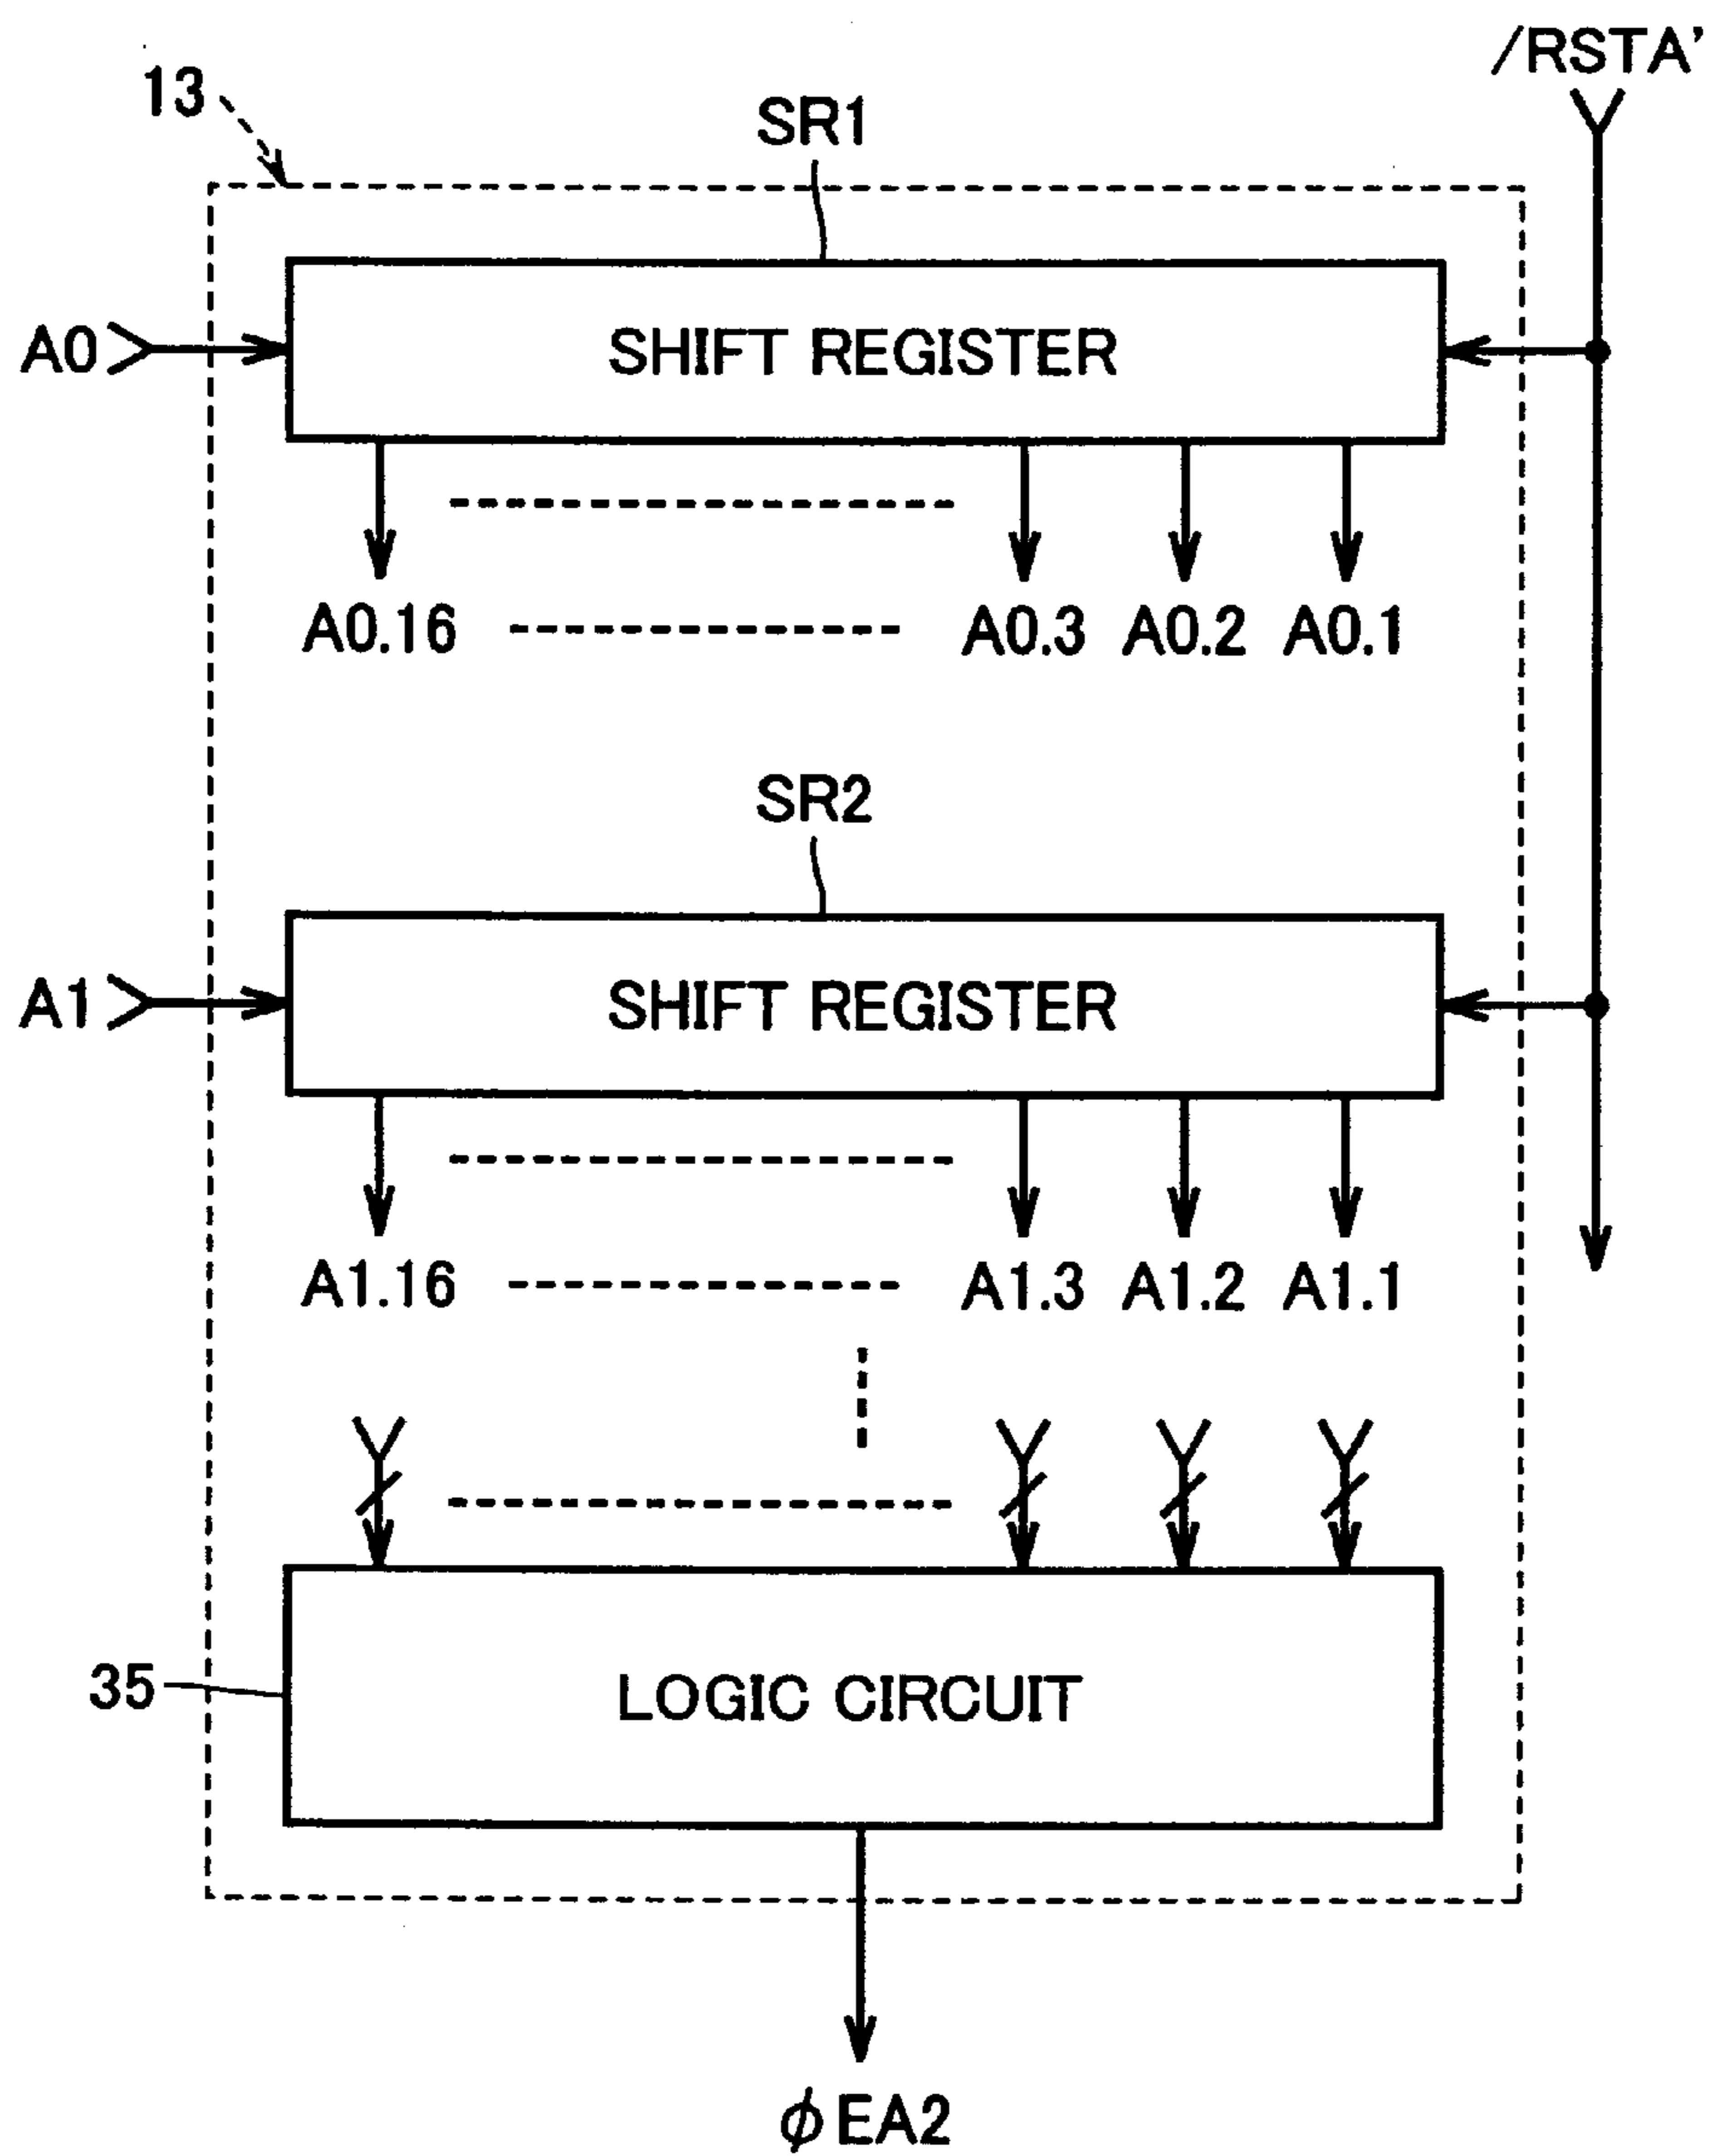 /RSTA'
13
SR1
A0
SHIFT REGISTER
A0.16 A0.3 A0.2 A0.1
SR2
A1
SHIFT REGISTER
A1.16 A1.3 A1.2 A1.1
35
LOGIC CIRCUIT
φEA2